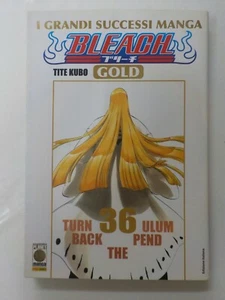 I GRANDI SUCCESSI MANGA
BLEACH
ブリーチ
TITE KUBO
GOLD
TURN 36 ULUM
BACK PEND
THE